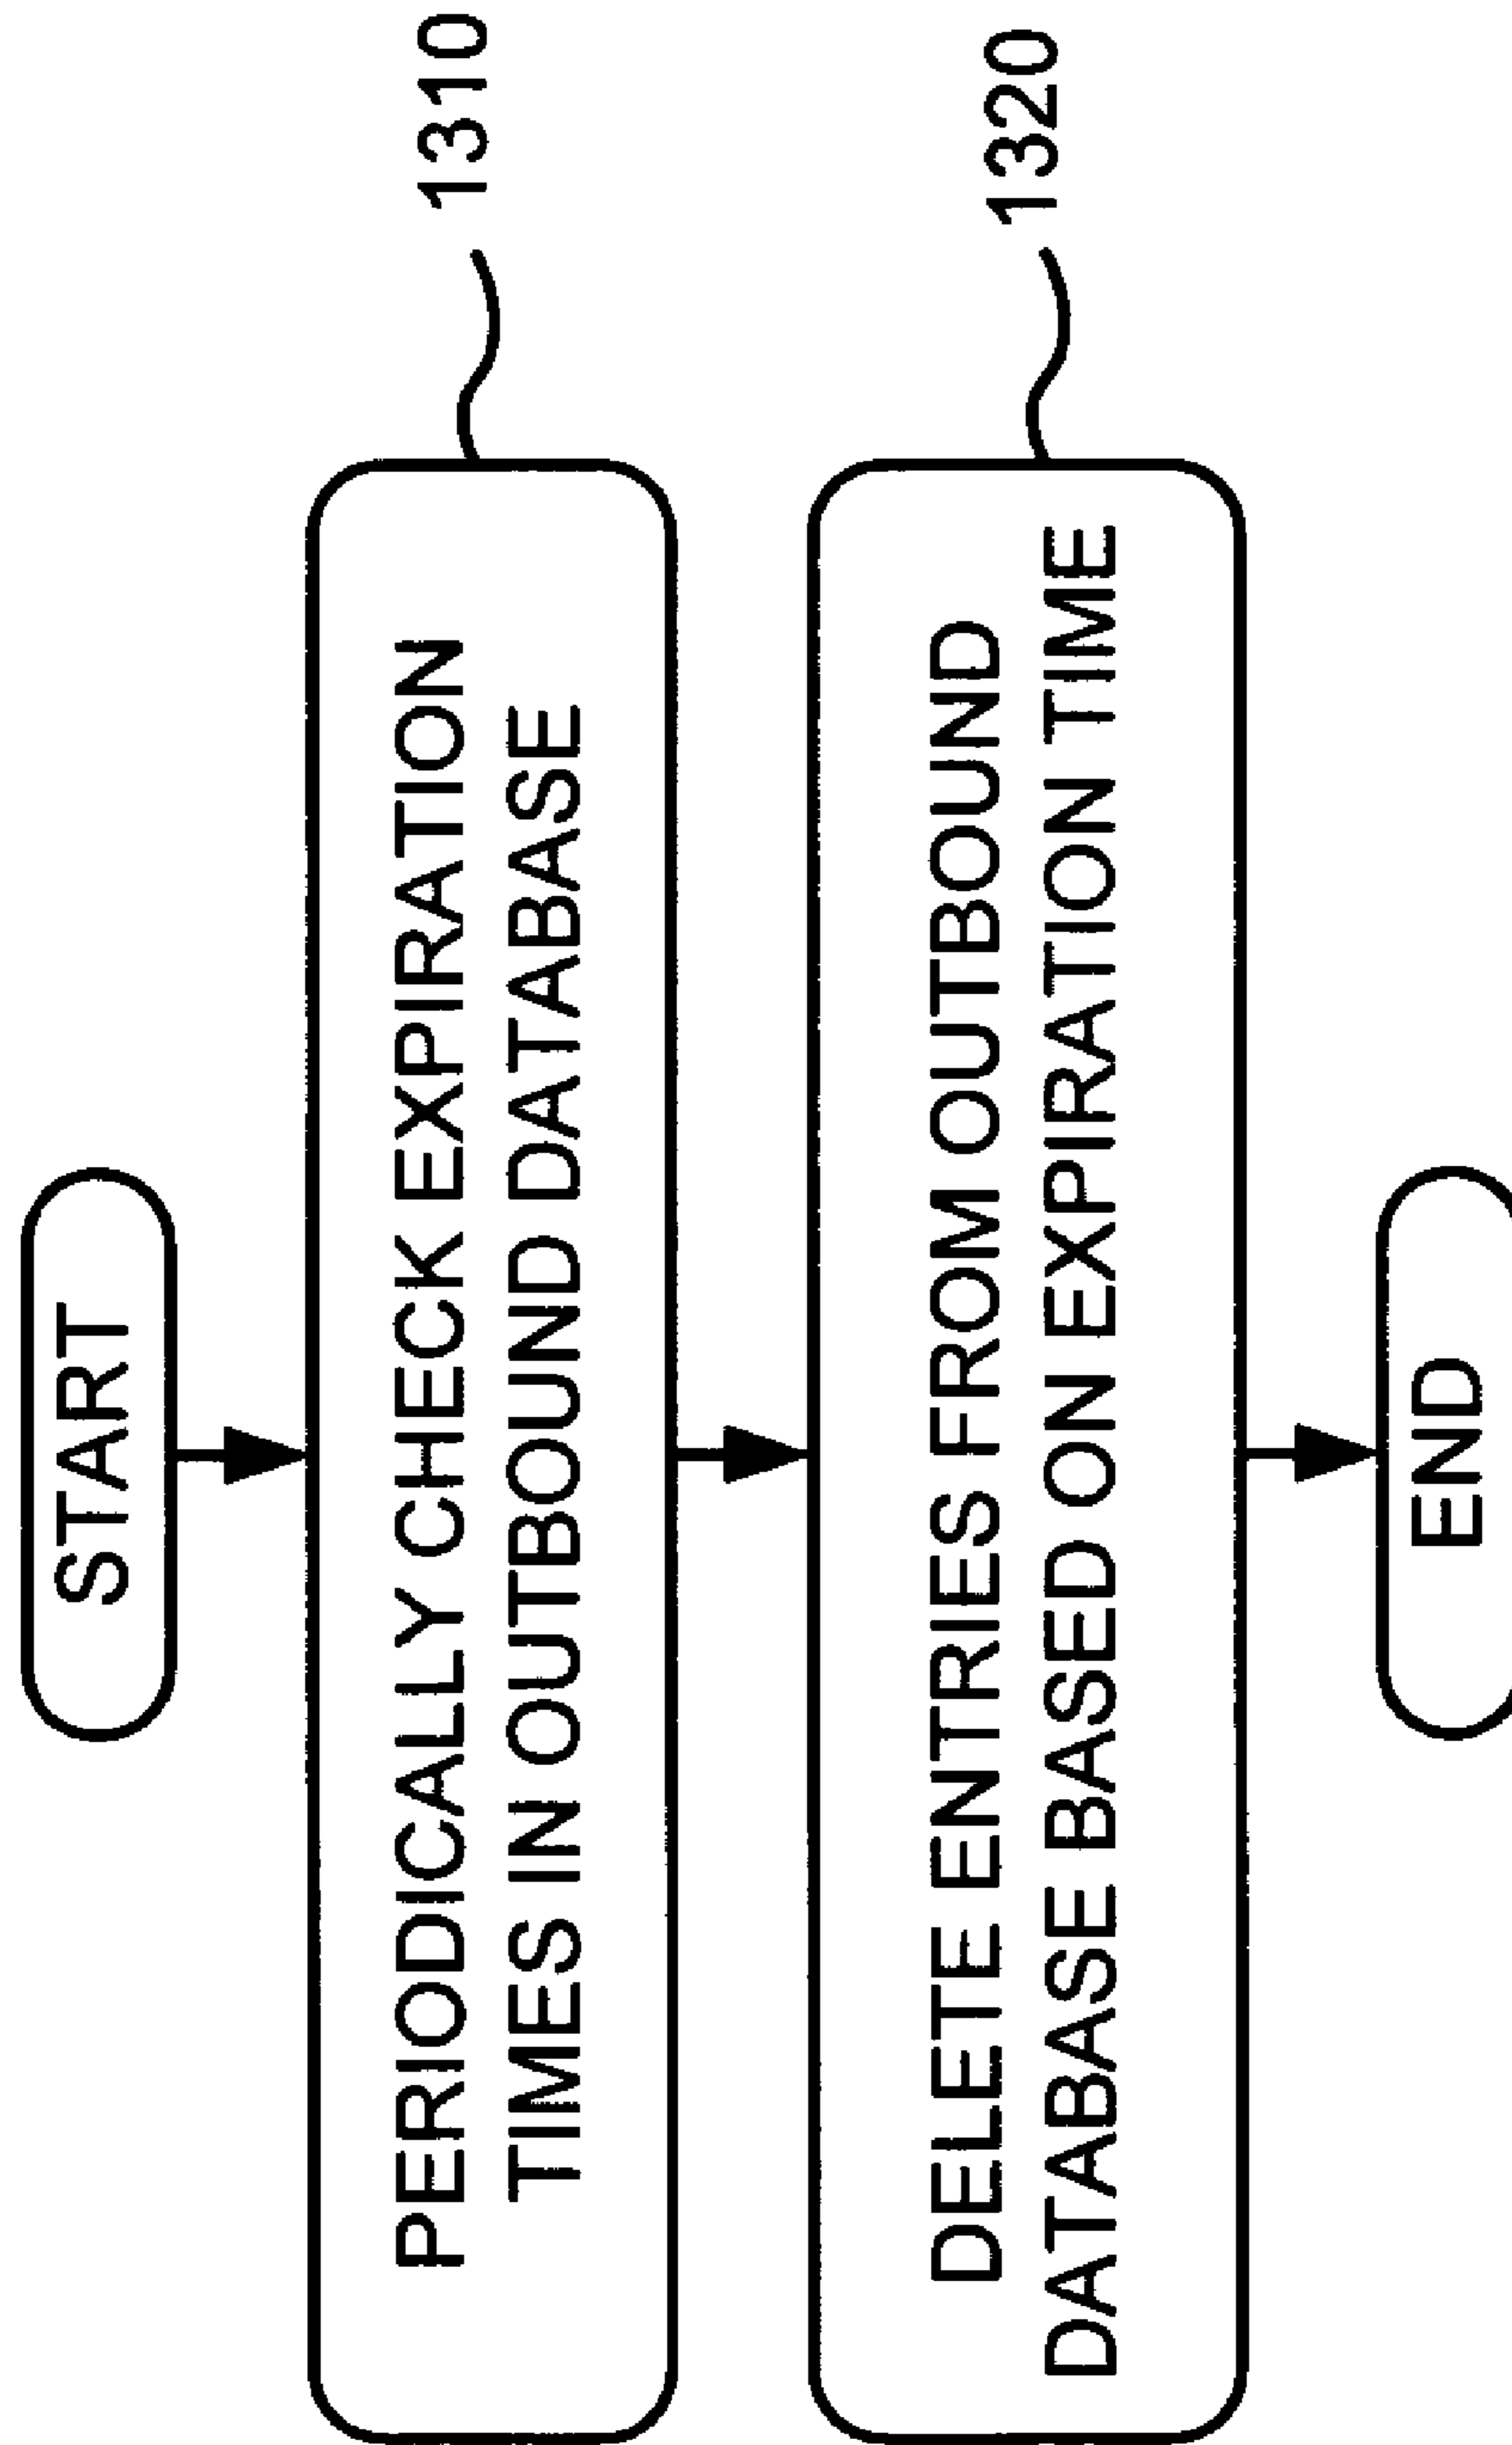 START
PERIODICALLY CHECK EXPIRATION
TIMES IN OUTBOUND DATABASE
1310
DELETE ENTRIES FROM OUTBOUND
DATABASE BASED ON EXPIRATION TIME
1320
END